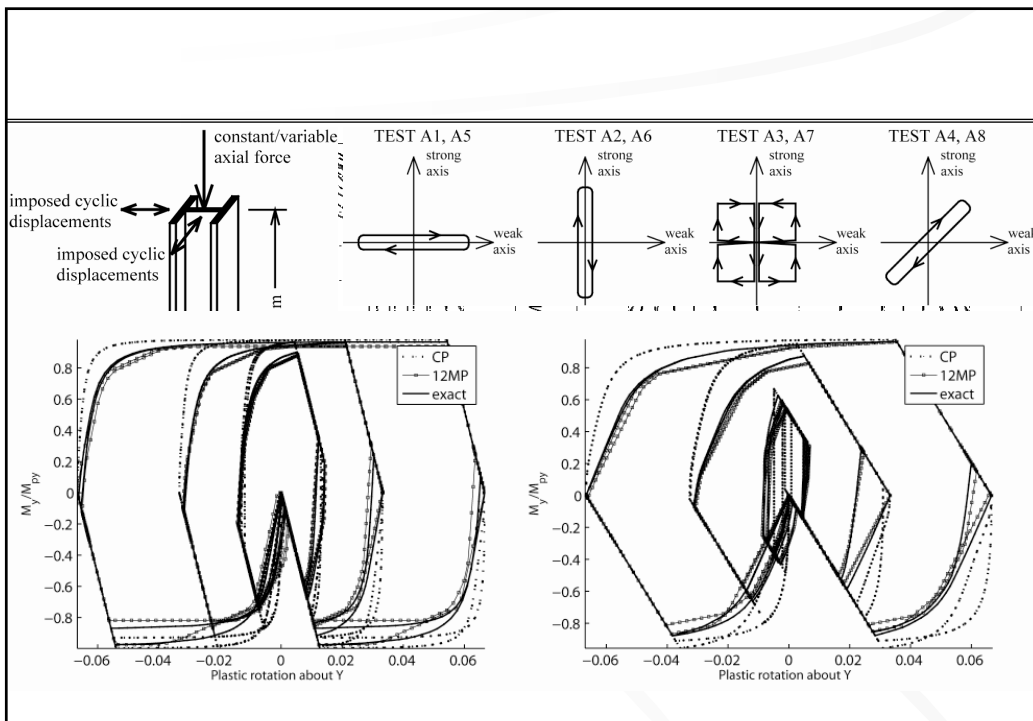 constant/variable
axial force
imposed cyclic
displacements
imposed cyclic
displacements
m
TEST A1, A5
strong
axis
weak
axis
TEST A2, A6
strong
axis
weak
axis
TEST A3, A7
strong
axis
weak
axis
TEST A4, A8
strong
axis
weak
axis
CP
12MP
exact
0.8
0.6
0.4
0.2
0
−0.2
−0.4
−0.6
−0.8
My/Mpy
−0.06 −0.04 −0.02 0 0.02 0.04 0.06
Plastic rotation about Y
CP
12MP
exact
0.8
0.6
0.4
0.2
0
−0.2
−0.4
−0.6
−0.8
My/Mpy
−0.06 −0.04 −0.02 0 0.02 0.04 0.06
Plastic rotation about Y